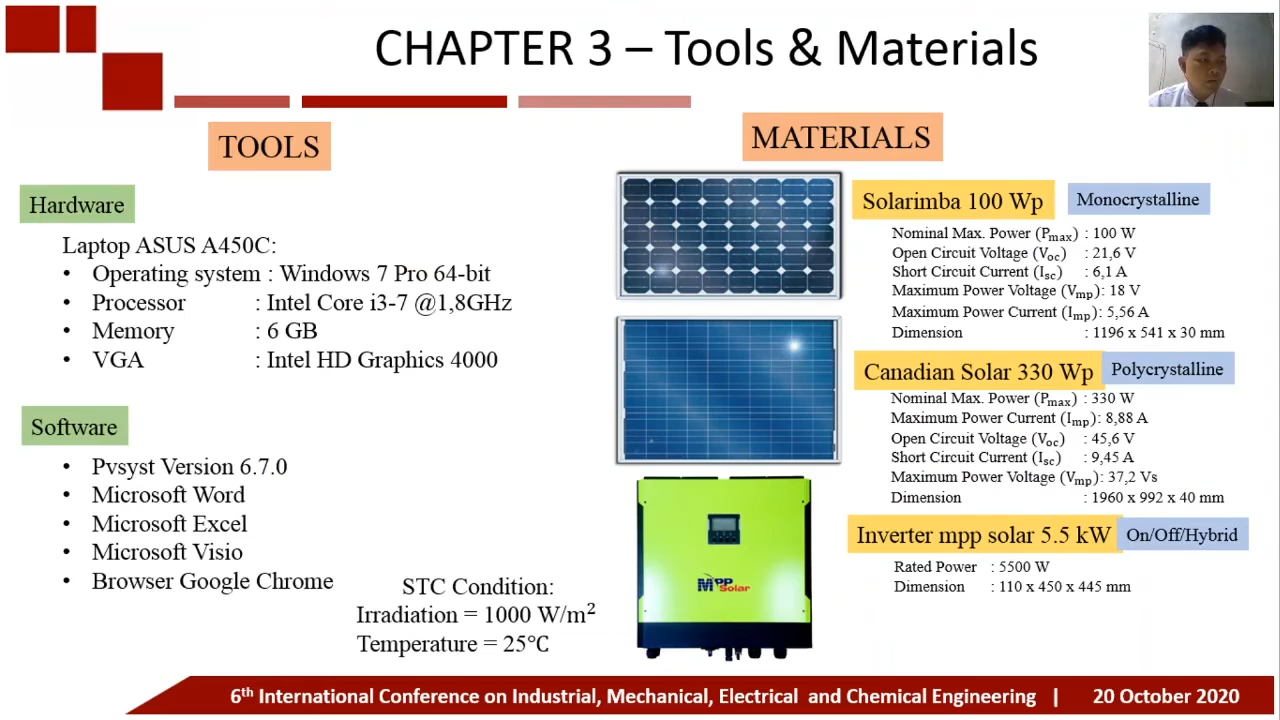 CHAPTER 3 – Tools & Materials
TOOLS
Hardware
Laptop ASUS A450C:
• Operating system : Windows 7 Pro 64-bit
• Processor : Intel Core i3-7 @1,8GHz
• Memory : 6 GB
• VGA : Intel HD Graphics 4000
Software
• Pvsyst Version 6.7.0
• Microsoft Word
• Microsoft Excel
• Microsoft Visio
• Browser Google Chrome
STC Condition:
Irradiation = 1000 W/m²
Temperature = 25℃
MATERIALS
Solarimba 100 Wp
Monocrystalline
Nominal Max. Power (Pmax) : 100 W
Open Circuit Voltage (Voc) : 21,6 V
Short Circuit Current (Isc) : 6,1 A
Maximum Power Voltage (Vmp): 18 V
Maximum Power Current (Imp): 5,56 A
Dimension : 1196 x 541 x 30 mm
Canadian Solar 330 Wp
Polycrystalline
Nominal Max. Power (Pmax) : 330 W
Maximum Power Current (Imp): 8,88 A
Open Circuit Voltage (Voc) : 45,6 V
Short Circuit Current (Isc) : 9,45 A
Maximum Power Voltage (Vmp): 37,2 Vs
Dimension : 1960 x 992 x 40 mm
MPP
Solar
Inverter mpp solar 5.5 kW
On/Off/Hybrid
Rated Power : 5500 W
Dimension : 110 x 450 x 445 mm
6th International Conference on Industrial, Mechanical, Electrical and Chemical Engineering | 20 October 2020